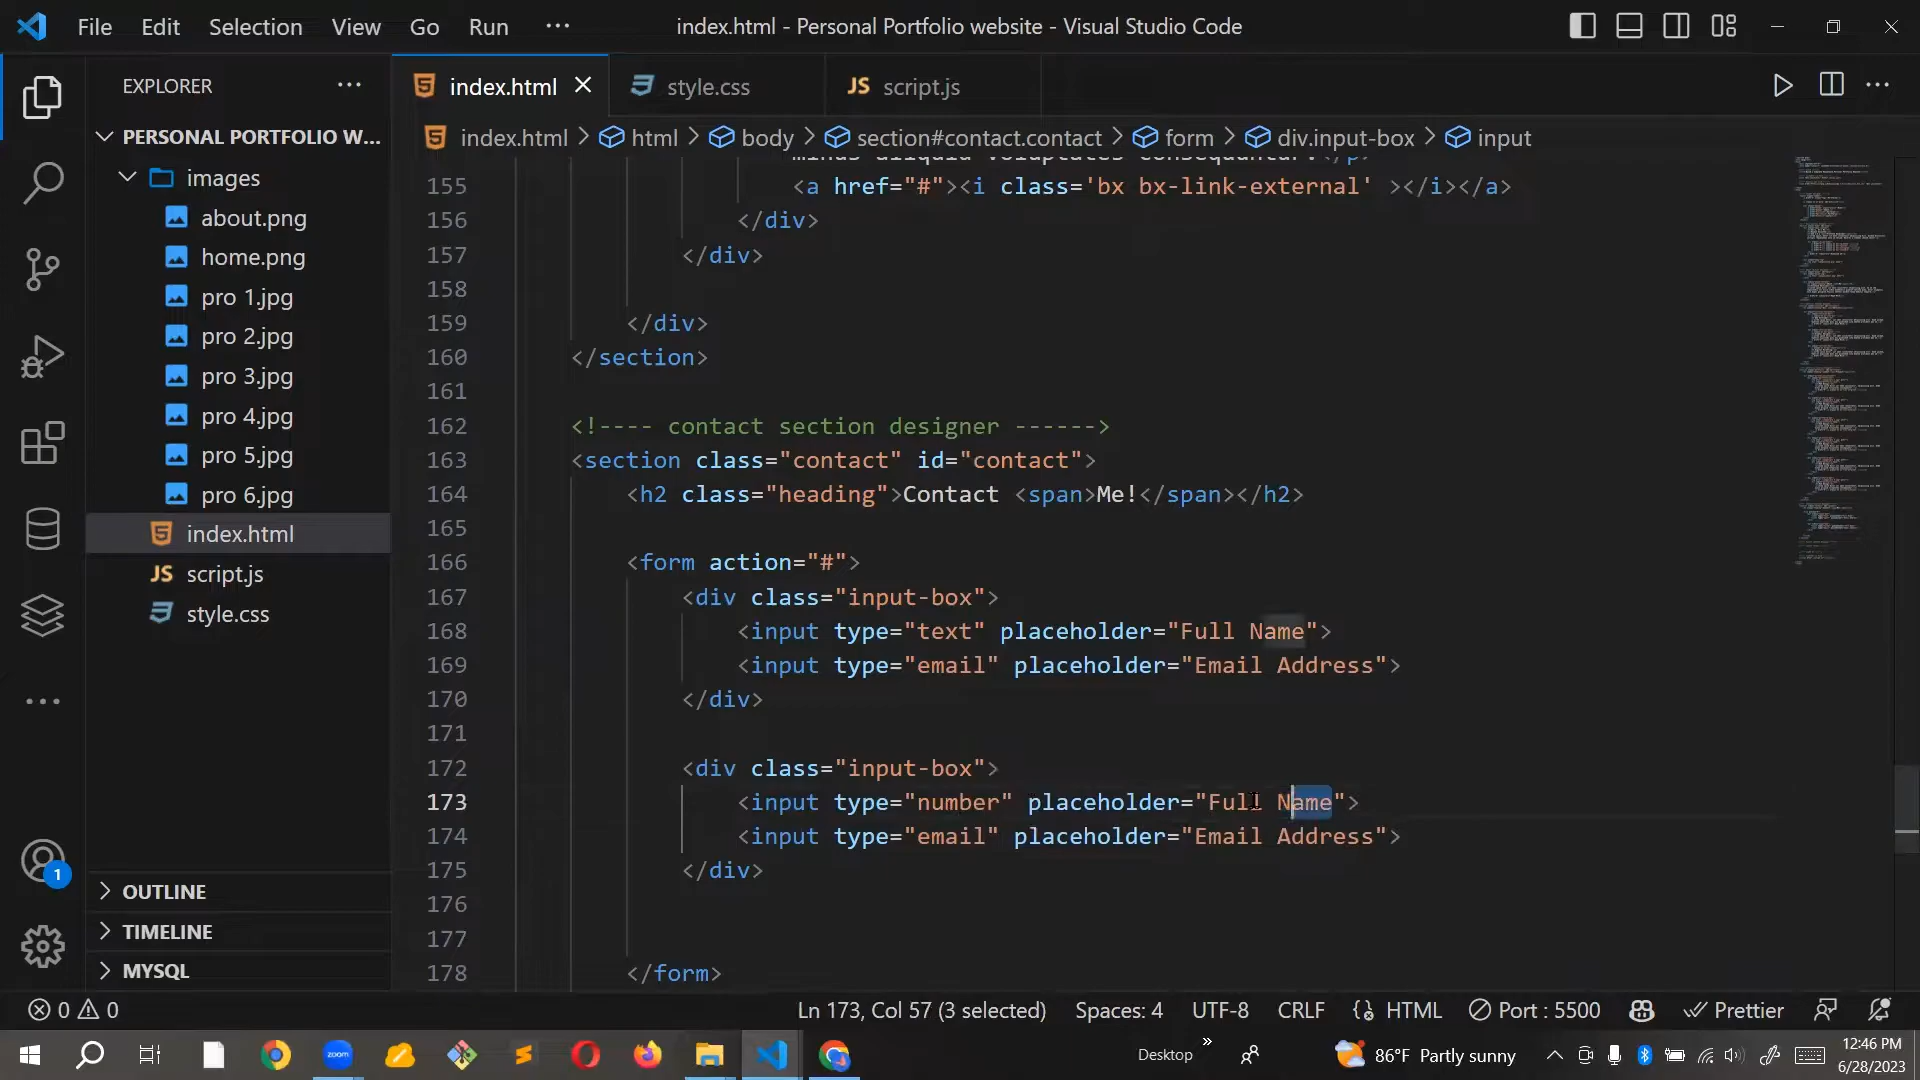 File Edit Selection View Go Run ··· index.html - Personal Portfolio website - Visual Studio Code
EXPLORER ···
index.html style.css JS script.js
PERSONAL PORTFOLIO W...
index.html > html > body > section#contact.contact > form > div.input-box > input
images
about.png
home.png
pro 1.jpg
pro 2.jpg
pro 3.jpg
pro 4.jpg
pro 5.jpg
pro 6.jpg
index.html
JS script.js
style.css
1
OUTLINE
TIMELINE
MYSQL
minus aliquid voluptates consequuntur.</p>
155 <a href="#"><i class='bx bx-link-external' ></i></a>
156 </div>
157 </div>
158
159 </div>
160 </section>
161
162 <!---- contact section designer ------>
163 <section class="contact" id="contact">
164 <h2 class="heading">Contact <span>Me!</span></h2>
165
166 <form action="#">
167 <div class="input-box">
168 <input type="text" placeholder="Full Name">
169 <input type="email" placeholder="Email Address">
170 </div>
171
172 <div class="input-box">
173 <input type="number" placeholder="Full Name">
174 <input type="email" placeholder="Email Address">
175 </div>
176
177
178 </form>
0 0 Ln 173, Col 57 (3 selected) Spaces: 4 UTF-8 CRLF {} HTML Port : 5500 Prettier
zoom Desktop » 86°F Partly sunny 12:46 PM
6/28/2023